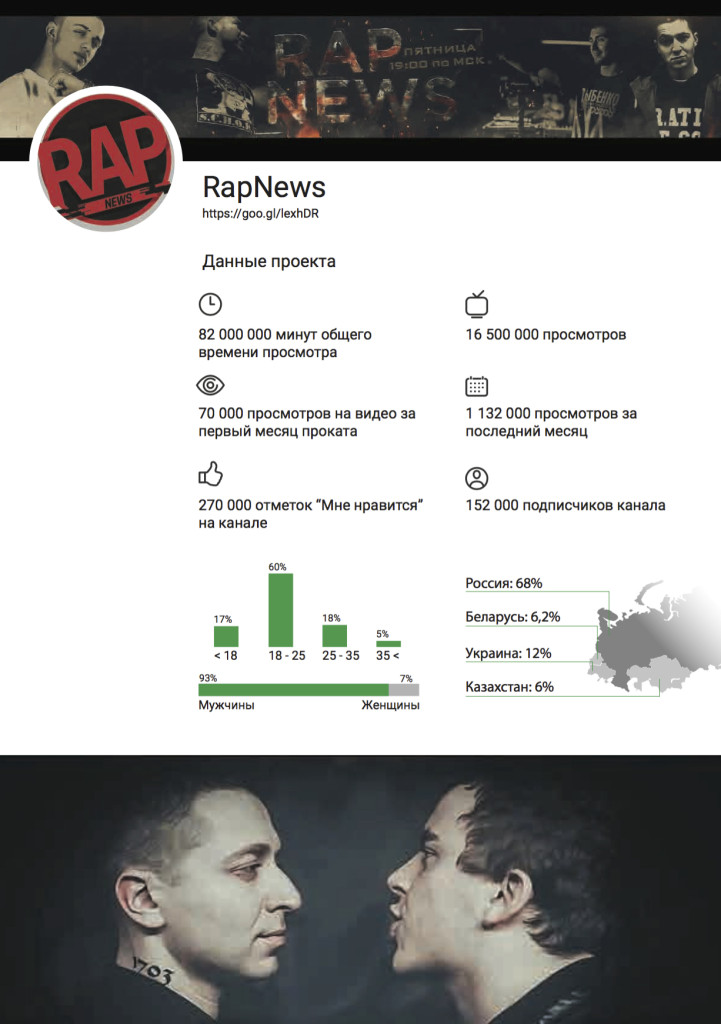 RAP
NEWS
ПЯТНИЦА
19:00 по МСК.
S.C.H.O.K.
ДЫБЕНКО
RAP
NEWS
RapNews
https://goo.gl/lexhDR
Данные проекта
82 000 000 минут общего
времени просмотра
16 500 000 просмотров
70 000 просмотров на видео за
первый месяц проката
1 132 000 просмотров за
последний месяц
270 000 отметок “Мне нравится”
на канале
152 000 подписчиков канала
17%
60%
18%
5%
< 18
18 - 25
25 - 35
35 <
93%
7%
Мужчины
Женщины
Россия: 68%
Беларусь: 6,2%
Украина: 12%
Казахстан: 6%
1703